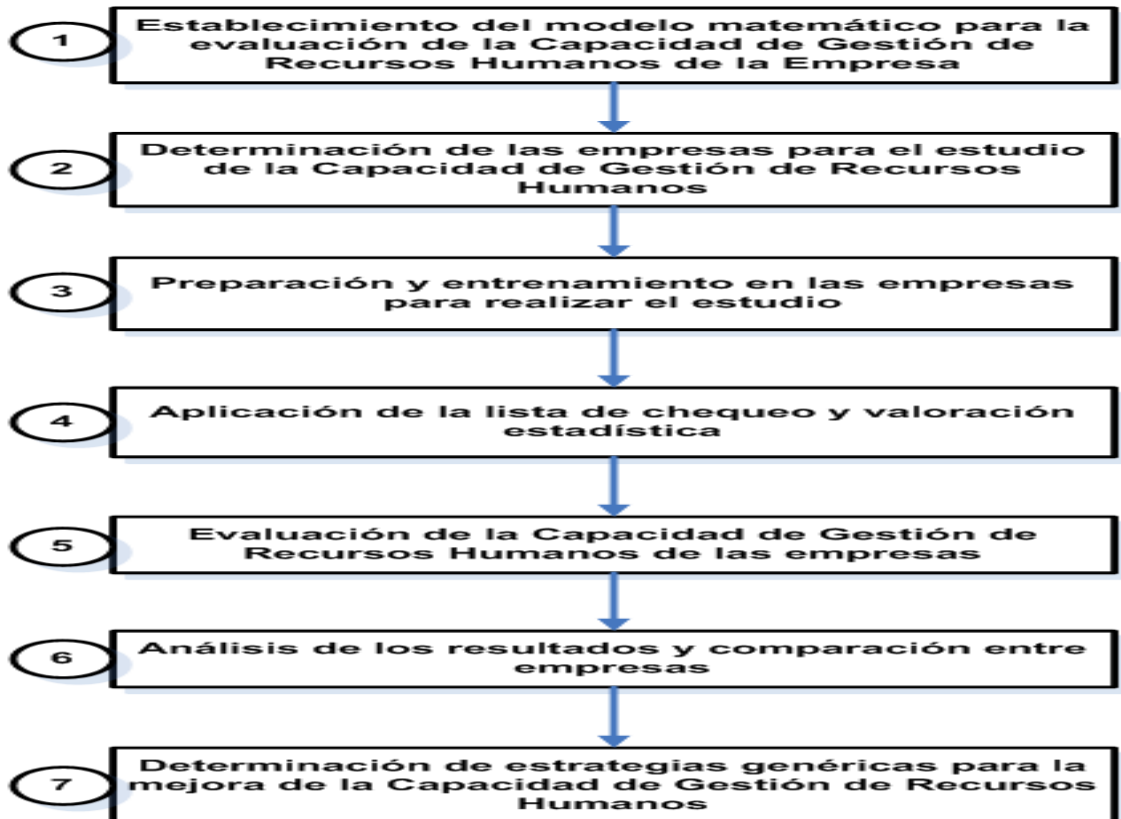 1
Establecimiento del modelo matemático para la
evaluación de la Capacidad de Gestión de
Recursos Humanos de la Empresa
2
Determinación de las empresas para el estudio
de la Capacidad de Gestión de Recursos
Humanos
3
Preparación y entrenamiento en las empresas
para realizar el estudio
4
Aplicación de la lista de chequeo y valoración
estadística
5
Evaluación de la Capacidad de Gestión de
Recursos Humanos de las empresas
6
Análisis de los resultados y comparación entre
empresas
7
Determinación de estrategias genéricas para la
mejora de la Capacidad de Gestión de Recursos
Humanos